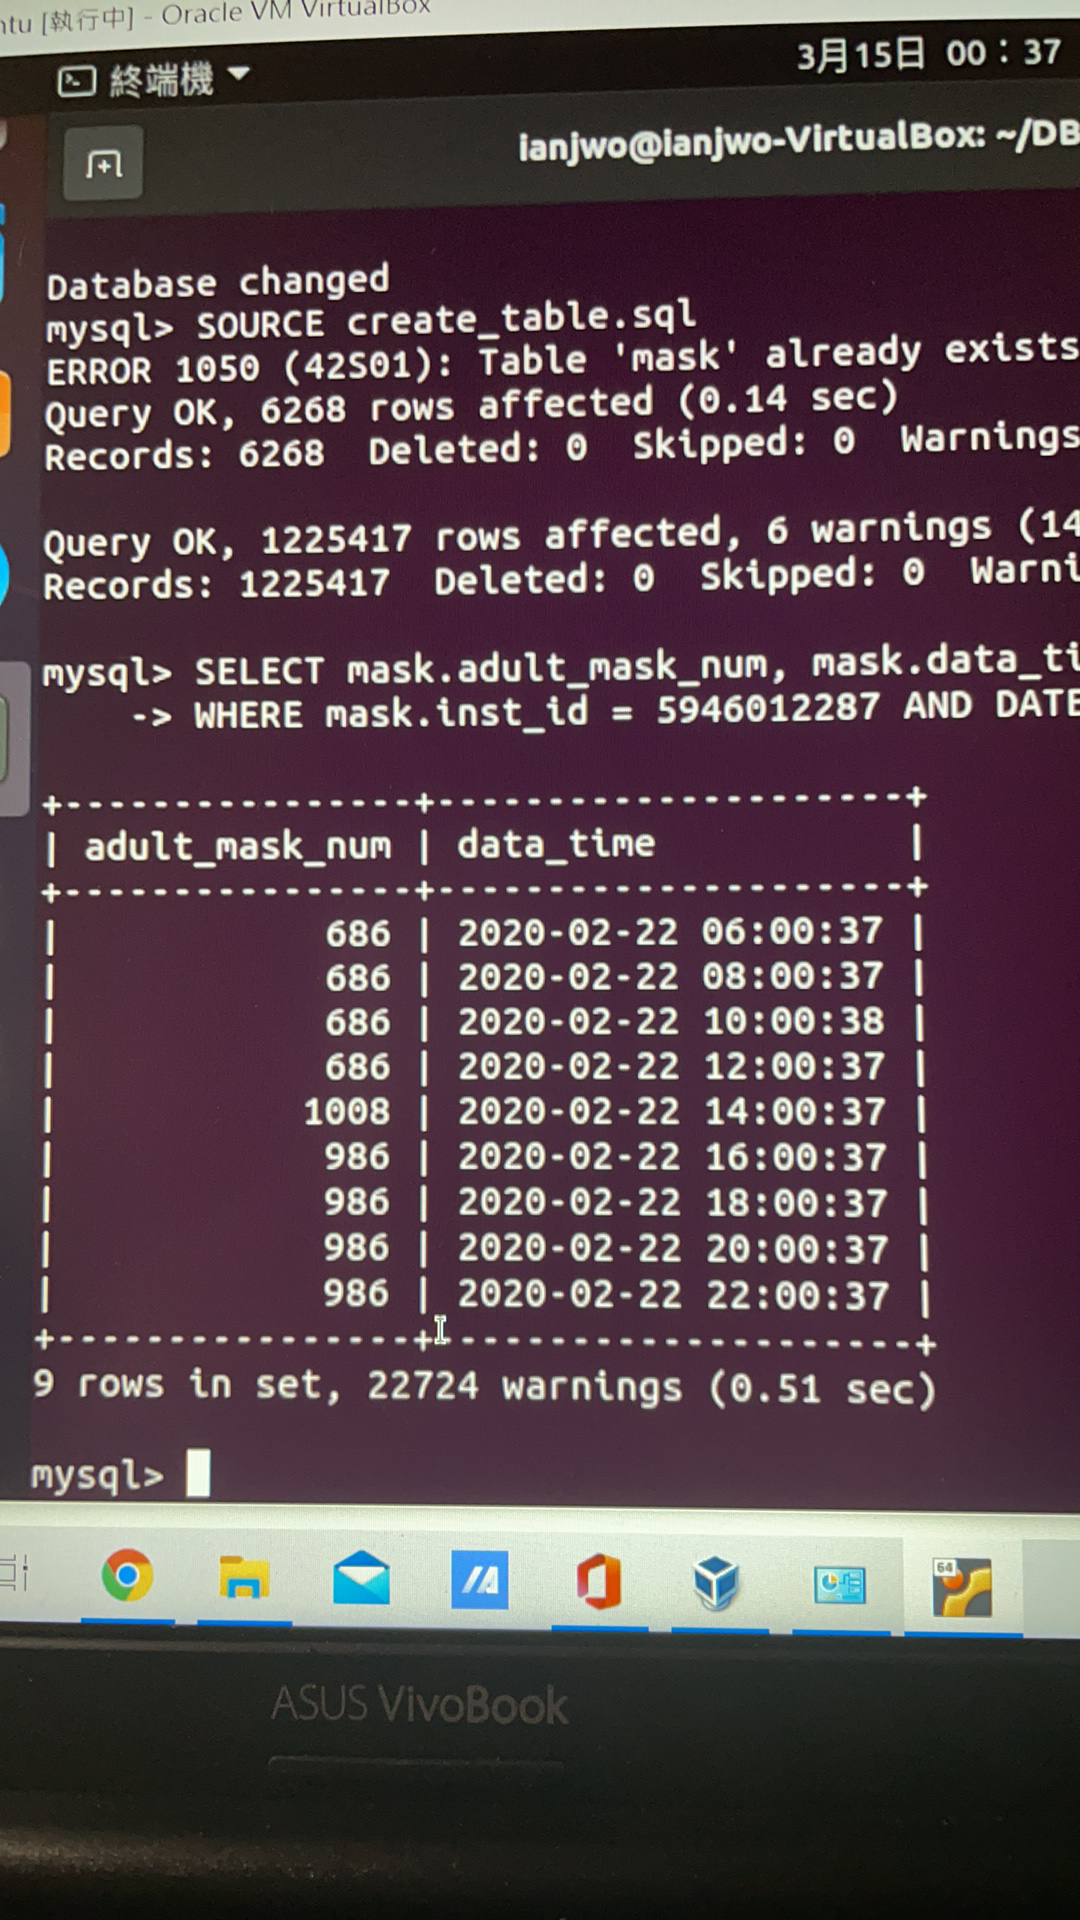 ntu [執行中] - Oracle VM VirtualBox
終端機
3月15日 00：37
ianjwo@ianjwo-VirtualBox: ~/DB
Database changed
mysql> SOURCE create_table.sql
ERROR 1050 (42S01): Table 'mask' already exists
Query OK, 6268 rows affected (0.14 sec)
Records: 6268  Deleted: 0  Skipped: 0  Warnings
Query OK, 1225417 rows affected, 6 warnings (14
Records: 1225417  Deleted: 0  Skipped: 0  Warni
mysql> SELECT mask.adult_mask_num, mask.data_ti
    -> WHERE mask.inst_id = 5946012287 AND DATE
+----------------+---------------------+
| adult_mask_num | data_time           |
+----------------+---------------------+
|            686 | 2020-02-22 06:00:37 |
|            686 | 2020-02-22 08:00:37 |
|            686 | 2020-02-22 10:00:38 |
|            686 | 2020-02-22 12:00:37 |
|           1008 | 2020-02-22 14:00:37 |
|            986 | 2020-02-22 16:00:37 |
|            986 | 2020-02-22 18:00:37 |
|            986 | 2020-02-22 20:00:37 |
|            986 | 2020-02-22 22:00:37 |
+----------------+---------------------+
9 rows in set, 22724 warnings (0.51 sec)
mysql>
64
ASUS VivoBook